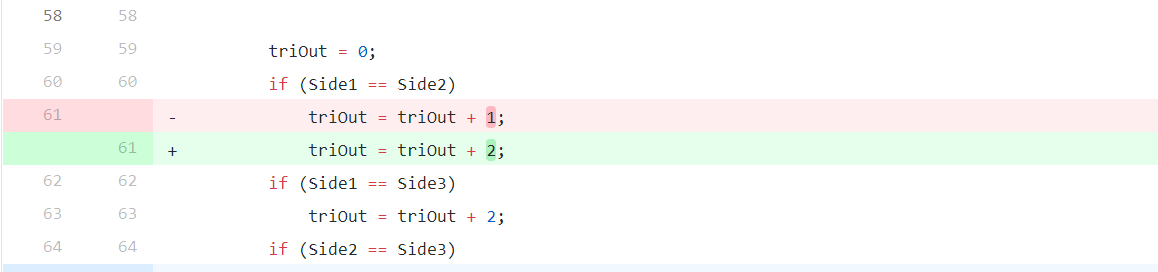 58 58
59 59 triOut = 0;
60 60 if (Side1 == Side2)
61 - triOut = triOut + 1;
61 + triOut = triOut + 2;
62 62 if (Side1 == Side3)
63 63 triOut = triOut + 2;
64 64 if (Side2 == Side3)